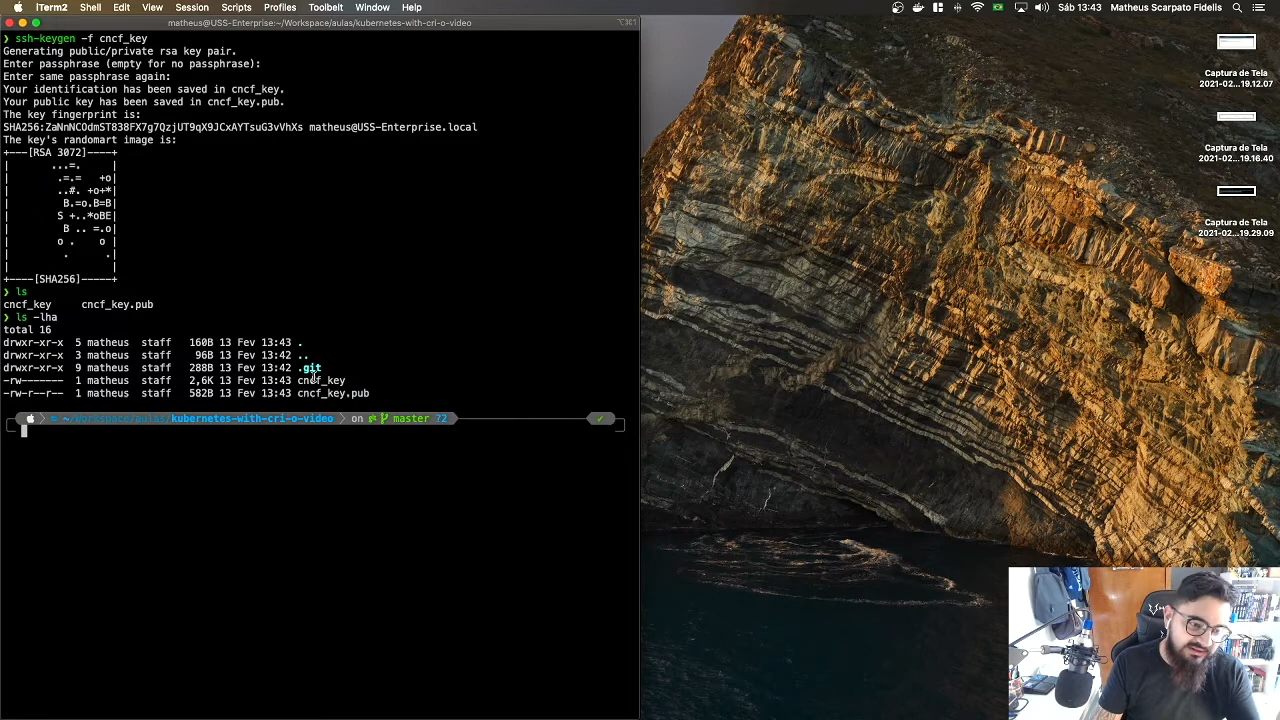 iTerm2 Shell Edit View Session Scripts Profiles Toolbelt Window Help
Sáb 13:43 Matheus Scarpato Fidelis
matheus@USS-Enterprise:~/Workspace/aulas/kubernetes-with-cri-o-video
⌥⌘1
❯ ssh-keygen -f cncf_key
Generating public/private rsa key pair.
Enter passphrase (empty for no passphrase):
Enter same passphrase again:
Your identification has been saved in cncf_key.
Your public key has been saved in cncf_key.pub.
The key fingerprint is:
SHA256:ZaNnNCOdmST838FX7g7QzjUT9qX9JCxAYTsuG3vVhXs matheus@USS-Enterprise.local
The key's randomart image is:
+---[RSA 3072]----+
|       ...=.     |
|        .=.=   +o|
|        ..#. +o+*|
|         B.=o.B=B|
|        S +..*oBE|
|         B .. =.o|
|        o .    o |
|         .      .|
|                 |
+----[SHA256]-----+
❯ ls
cncf_key     cncf_key.pub
❯ ls -lha
total 16
drwxr-xr-x  5 matheus  staff   160B 13 Fev 13:43 .
drwxr-xr-x  3 matheus  staff    96B 13 Fev 13:42 ..
drwxr-xr-x  9 matheus  staff   288B 13 Fev 13:42 .git
-rw-------  1 matheus  staff   2,6K 13 Fev 13:43 cncf_key
-rw-r--r--  1 matheus  staff   582B 13 Fev 13:43 cncf_key.pub
~/Workspace/aulas/kubernetes-with-cri-o-video on master ?2 ✓
Captura de Tela
2021-02...19.12.07
Captura de Tela
2021-02...19.16.40
Captura de Tela
2021-02...19.29.09